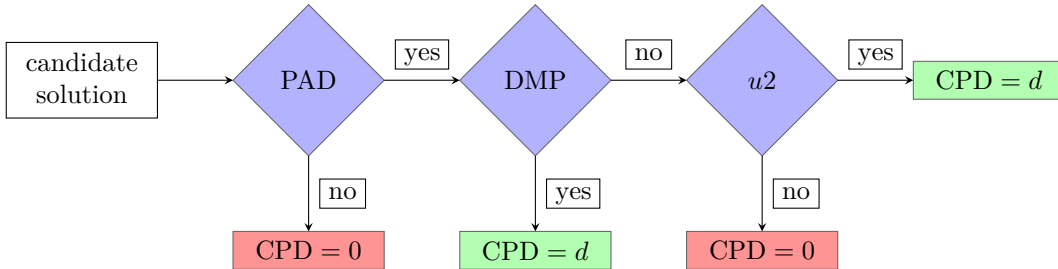 candidate
solution
PAD
yes
DMP
no
u2
yes
CPD = d
no
yes
no
CPD = 0
CPD = d
CPD = 0